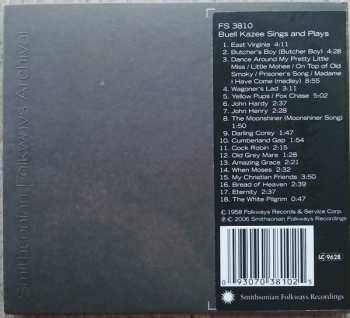 FS 3810
Buell Kazee Sings and Plays
1. East Virginia 4:11
2. Butcher's Boy (Butcher Boy) 4:28
3. Dance Around My Pretty Little
Miss / Little Mohee / On Top of Old
Smoky / Prisoner's Song / Madame
I Have Come (medley) 8:55
4. Wagoner's Lad 3:21
5. Yellow Pups / Fox Chase 5:02
6. John Hardy 2:37
7. John Henry 2:28
8. The Moonshiner (Moonshiner Song)
1:50
9. Darling Corey 1:47
10. Cumberland Gap 1:54
11. Cock Robin 2:15
12. Old Grey Mare 1:28
13. Amazing Grace 2:21
14. When Moses 2:32
15. My Christian Friends 3:50
16. Bread of Heaven 2:39
17. Eternity 2:37
18. The White Pilgrim 0:47
© 1958 Folkways Records & Service Corp.
℗ © 2006 Smithsonian Folkways Recordings
LC-9628
0 93070 38102 5
Smithsonian Folkways Recordings
Smithsonian Folkways Archival